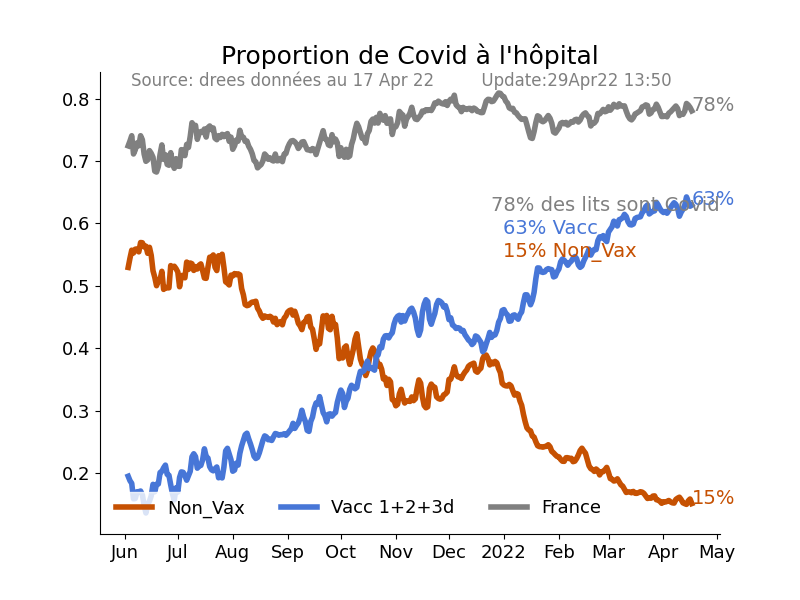 Proportion de Covid à l'hôpital
Source: drees données au 17 Apr 22 Update:29Apr22 13:50
0.8
78%
0.7
63%
78% des lits sont Covid
0.6
63% Vacc
15% Non_Vax
0.5
0.4
0.3
0.2
15%
Non_Vax Vacc 1+2+3d France
Jun Jul Aug Sep Oct Nov Dec 2022 Feb Mar Apr May